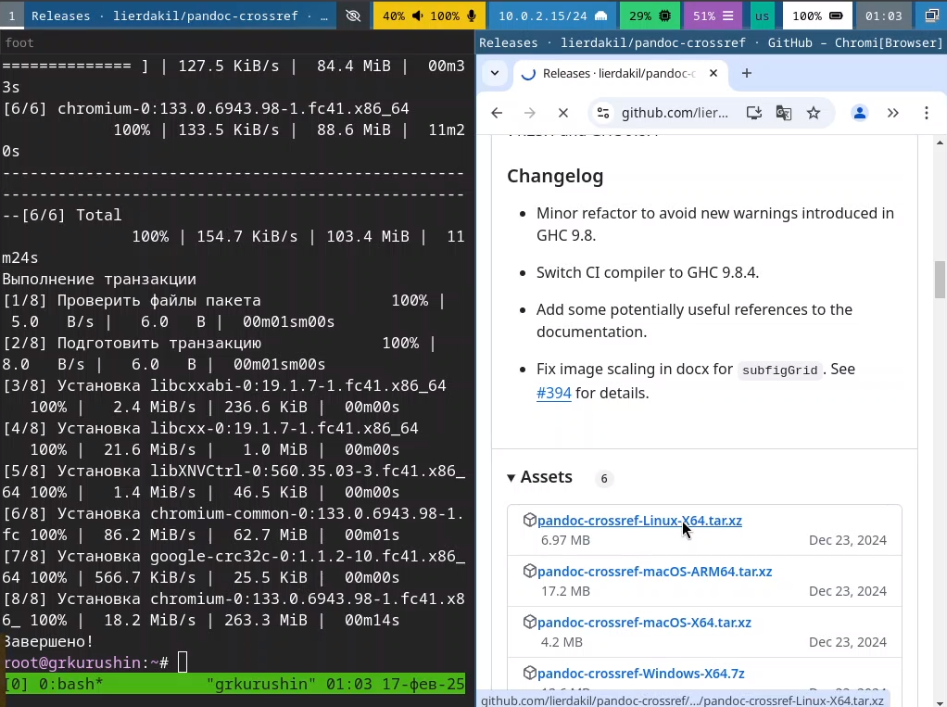 1 Releases · lierdakil/pandoc-crossref · …
40% 100%
10.0.2.15/24
29%
51%
us
100%
01:03
foot
============== ] | 127.5 KiB/s | 84.4 MiB | 00m3
3s
[6/6] chromium-0:133.0.6943.98-1.fc41.x86_64
100% | 133.5 KiB/s | 88.6 MiB | 11m2
0s
------------------------------------------------
------------------------------------------------
--[6/6] Total
100% | 154.7 KiB/s | 103.4 MiB | 11
m24s
Выполнение транзакции
[1/8] Проверить файлы пакета 100% |
5.0 B/s | 6.0 B | 00m01sm00s
[2/8] Подготовить транзакцию 100% |
8.0 B/s | 6.0 B | 00m01sm00s
[3/8] Установка libcxxabi-0:19.1.7-1.fc41.x86_64
100% | 2.4 MiB/s | 236.6 KiB | 00m00s
[4/8] Установка libcxx-0:19.1.7-1.fc41.x86_64
100% | 21.6 MiB/s | 1.0 MiB | 00m00s
[5/8] Установка libXNVCtrl-0:560.35.03-3.fc41.x86_
64 100% | 1.4 MiB/s | 46.5 KiB | 00m00s
[6/8] Установка chromium-common-0:133.0.6943.98-1.
fc 100% | 86.2 MiB/s | 62.7 MiB | 00m01s
[7/8] Установка google-crc32c-0:1.1.2-10.fc41.x86_
64 100% | 566.7 KiB/s | 25.5 KiB | 00m00s
[8/8] Установка chromium-0:133.0.6943.98-1.fc41.x8
6_ 100% | 18.2 MiB/s | 263.3 MiB | 00m14s
Завершено!
root@grkurushin:~#
[0] 0:bash* "grkurushin" 01:03 17-фев-25
Releases · lierdakil/pandoc-crossref · GitHub – Chromi[Browser]
Releases · lierdakil/pandoc-c
github.com/lier...
Changelog
• Minor refactor to avoid new warnings introduced in
GHC 9.8.
• Switch CI compiler to GHC 9.8.4.
• Add some potentially useful references to the
documentation.
• Fix image scaling in docx for subfigGrid. See
#394 for details.
Assets 6
pandoc-crossref-Linux-X64.tar.xz
6.97 MB Dec 23, 2024
pandoc-crossref-macOS-ARM64.tar.xz
17.2 MB Dec 23, 2024
pandoc-crossref-macOS-X64.tar.xz
4.2 MB Dec 23, 2024
pandoc-crossref-Windows-X64.7z
github.com/lierdakil/pandoc-crossref/.../pandoc-crossref-Linux-X64.tar.xz